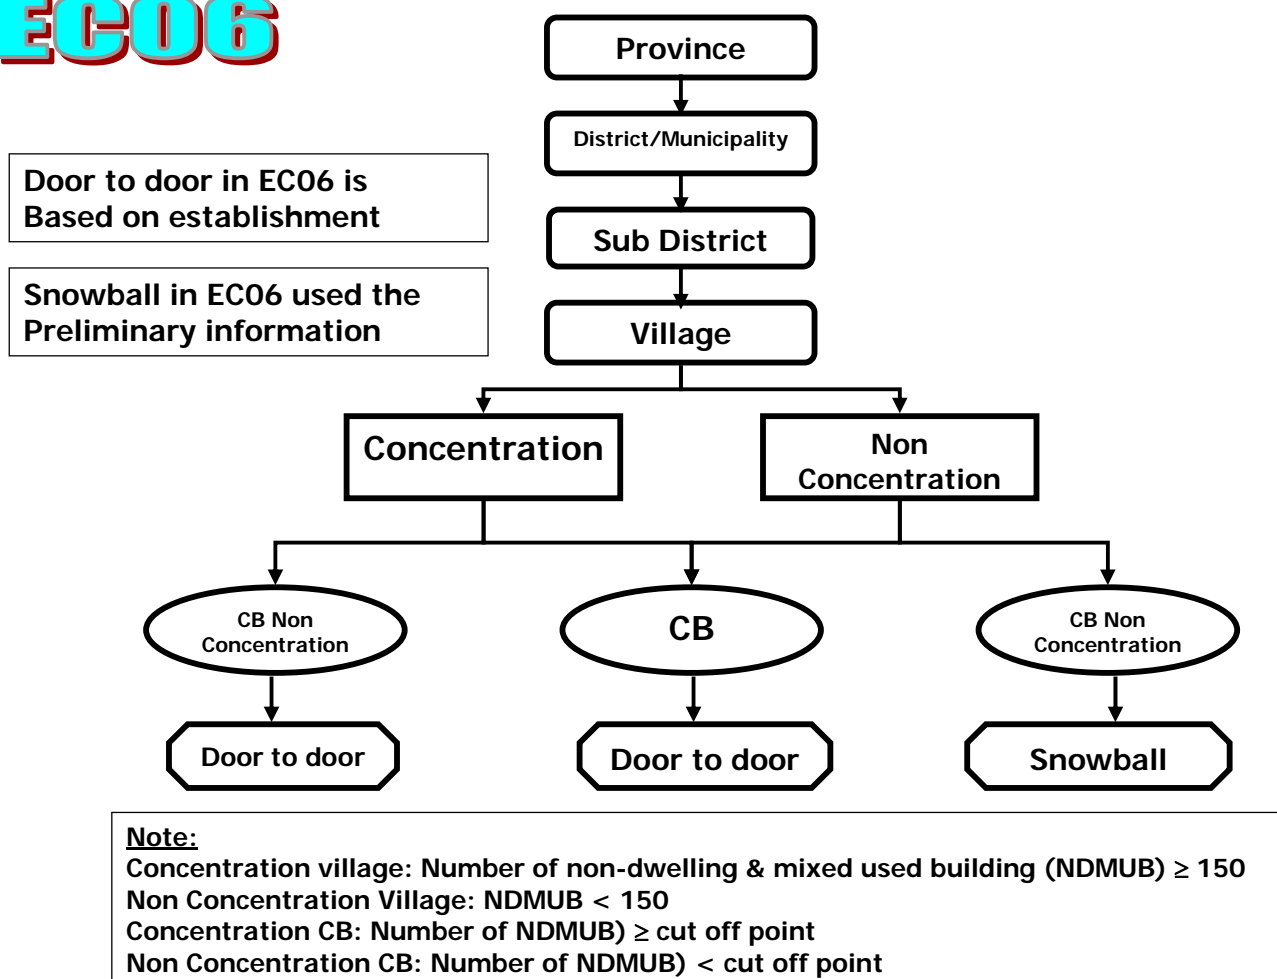 EC06
Province
District/Municipality
Door to door in EC06 is
Based on establishment
Sub District
Snowball in EC06 used the
Preliminary information
Village
Concentration
Non
Concentration
CB Non
Concentration
CB
CB Non
Concentration
Door to door
Door to door
Snowball
Note:
Concentration village: Number of non-dwelling & mixed used building (NDMUB) ≥ 150
Non Concentration Village: NDMUB < 150
Concentration CB: Number of NDMUB) ≥ cut off point
Non Concentration CB: Number of NDMUB) < cut off point